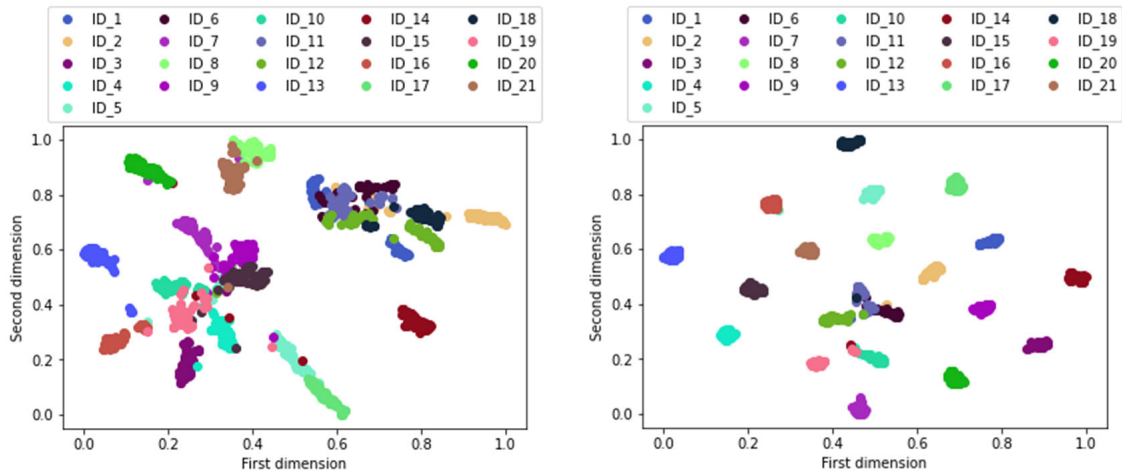 ID_1 ID_6 ID_10 ID_14 ID_18
ID_2 ID_7 ID_11 ID_15 ID_19
ID_3 ID_8 ID_12 ID_16 ID_20
ID_4 ID_9 ID_13 ID_17 ID_21
ID_5
1.0
0.8
0.6
0.4
0.2
0.0
Second dimension
0.0 0.2 0.4 0.6 0.8 1.0
First dimension
ID_1 ID_6 ID_10 ID_14 ID_18
ID_2 ID_7 ID_11 ID_15 ID_19
ID_3 ID_8 ID_12 ID_16 ID_20
ID_4 ID_9 ID_13 ID_17 ID_21
ID_5
1.0
0.8
0.6
0.4
0.2
0.0
Second dimension
0.0 0.2 0.4 0.6 0.8 1.0
First dimension